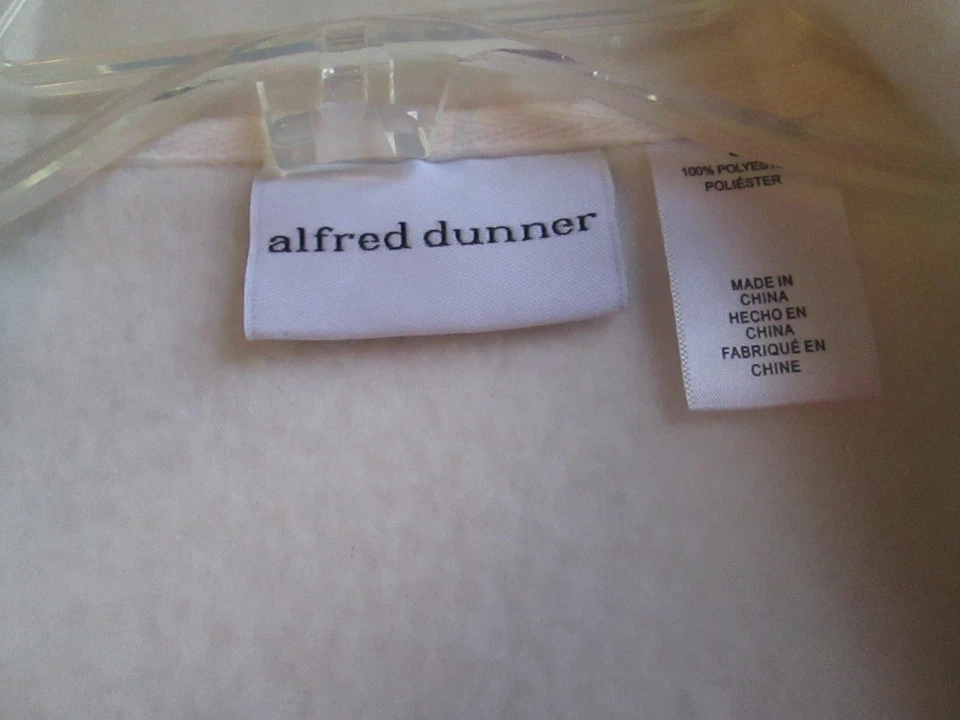 alfred dunner
100%
POLIÉSTER
MADE IN
CHINA
HECHO EN
CHINA
FABRIQUÉ EN
CHINE